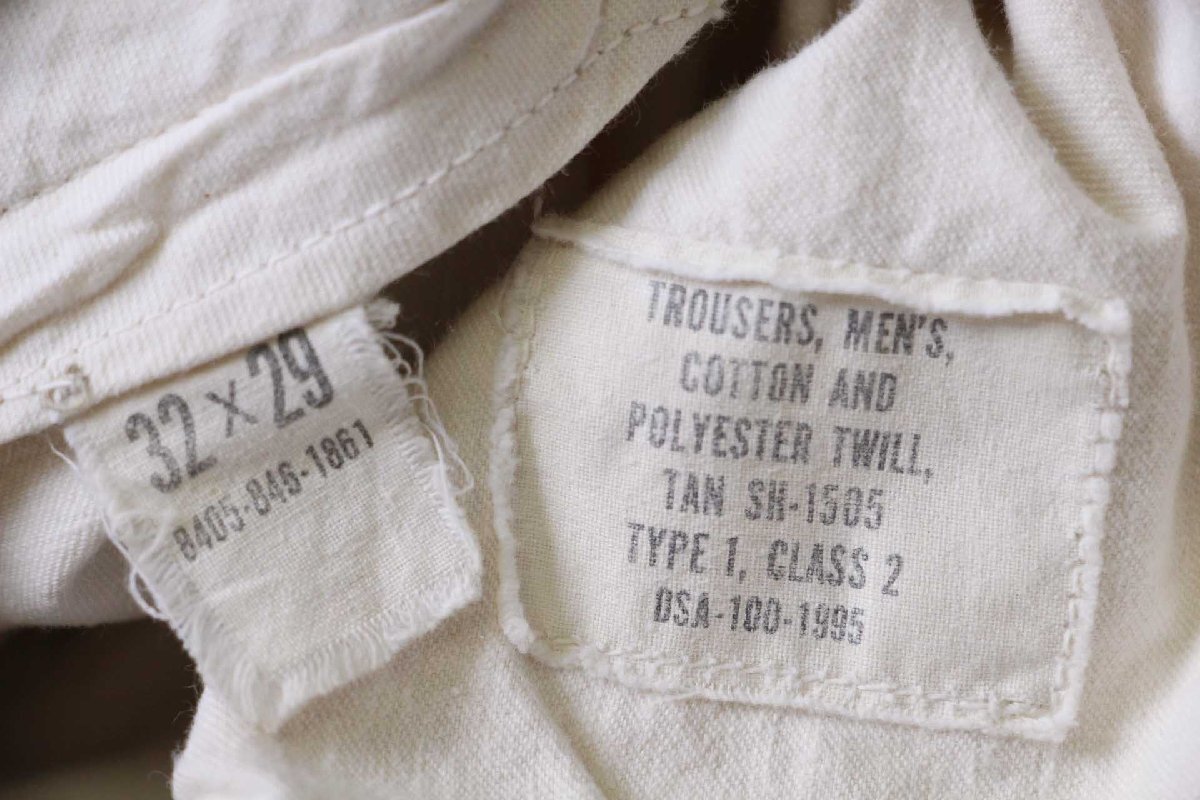 32 x 29
8405-846-1861
TROUSERS, MEN'S,
COTTON AND
POLYESTER TWILL,
TAN SH-1505
TYPE 1, CLASS 2
DSA-100-1995